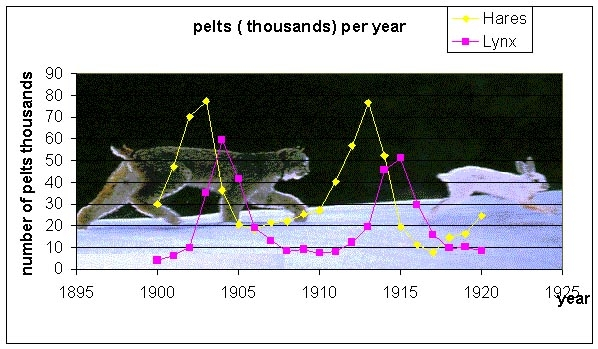 pelts ( thousands) per year
Hares
Lynx
number of pelts thousands
90
80
70
60
50
40
30
20
10
0
1895 1900 1905 1910 1915 1920 1925
year